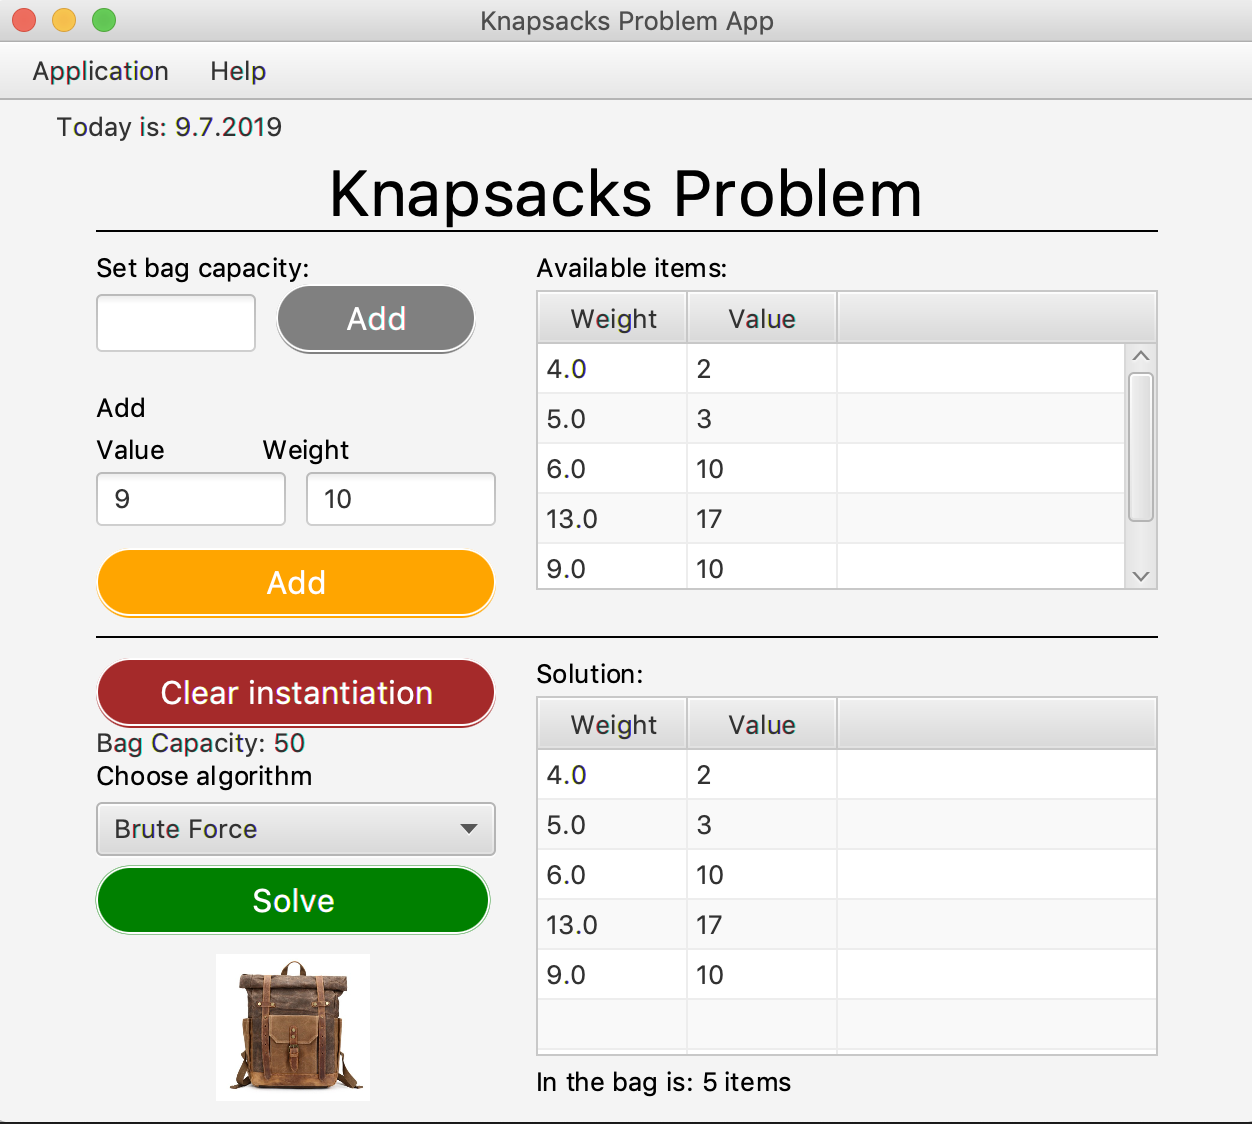 Knapsacks Problem App
Application Help
Today is: 9.7.2019
Knapsacks Problem
Set bag capacity:
Add
Add
Value Weight
9 10
Add
Available items:
Weight Value
4.0 2
5.0 3
6.0 10
13.0 17
9.0 10
Clear instantiation
Bag Capacity: 50
Choose algorithm
Brute Force
Solve
Solution:
Weight Value
4.0 2
5.0 3
6.0 10
13.0 17
9.0 10
In the bag is: 5 items